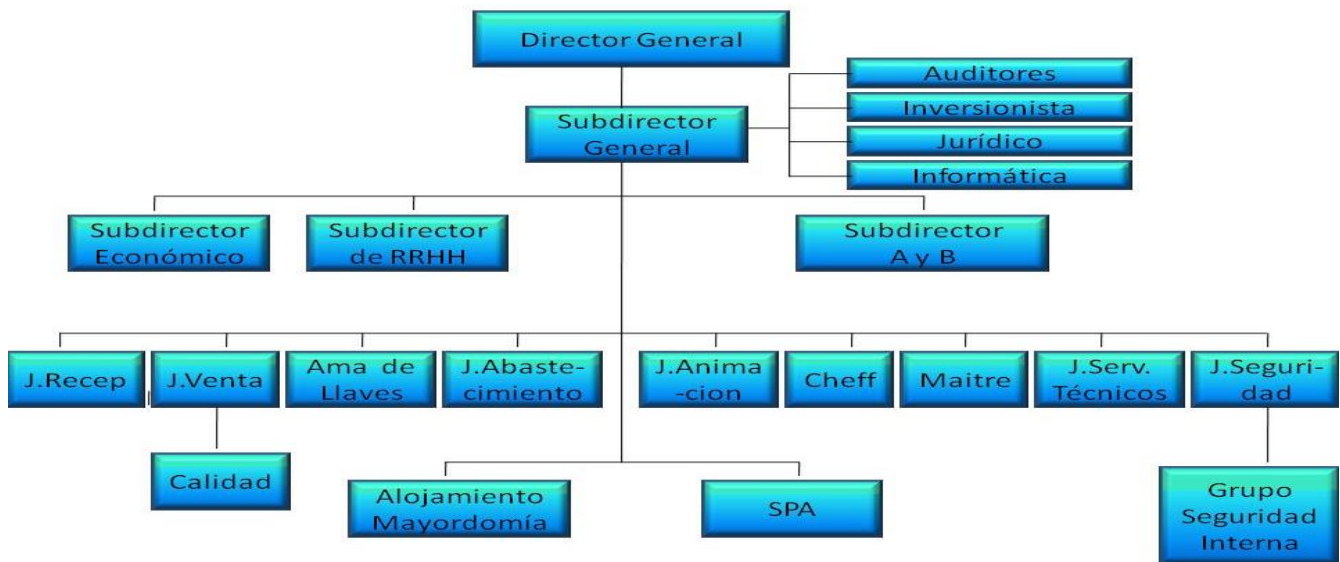 Director General
Auditores
Inversionista
Jurídico
Informática
Subdirector
General
Subdirector
Económico
Subdirector
de RRHH
Subdirector
A y B
J.Recep
J.Venta
Ama de
Llaves
J.Abaste-
cimiento
J.Anima
-cion
Cheff
Maitre
J.Serv.
Técnicos
J.Seguri-
dad
Calidad
Alojamiento
Mayordomía
SPA
Grupo
Seguridad
Interna